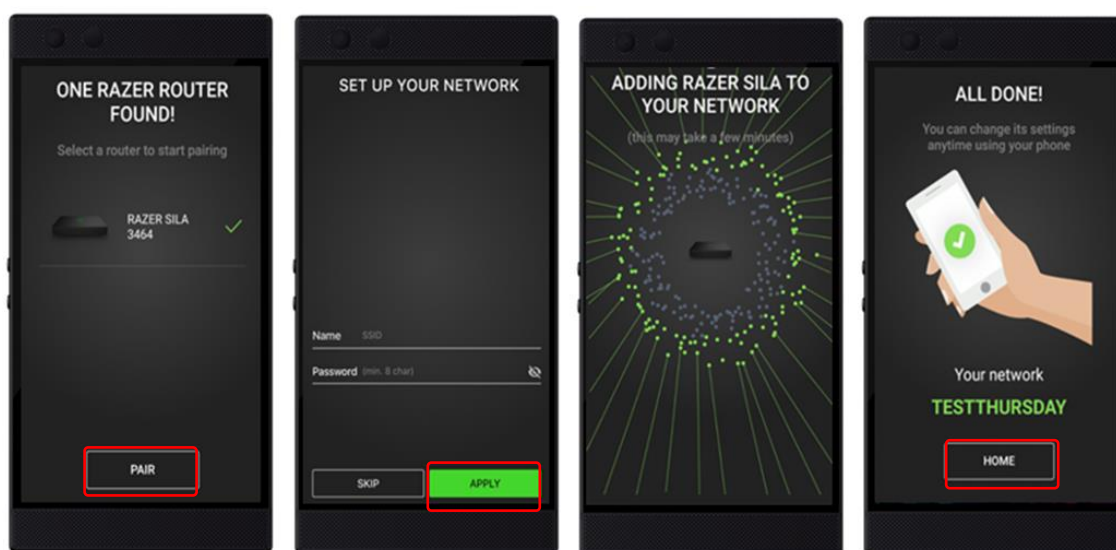 ONE RAZER ROUTER
FOUND!
Select a router to start pairing
RAZER SILA
3464
PAIR
SET UP YOUR NETWORK
Name SSID
Password (min. 8 char)
SKIP APPLY
ADDING RAZER SILA TO
YOUR NETWORK
(this may take a few minutes)
ALL DONE!
You can change its settings
anytime using your phone
Your network
TESTTHURSDAY
HOME